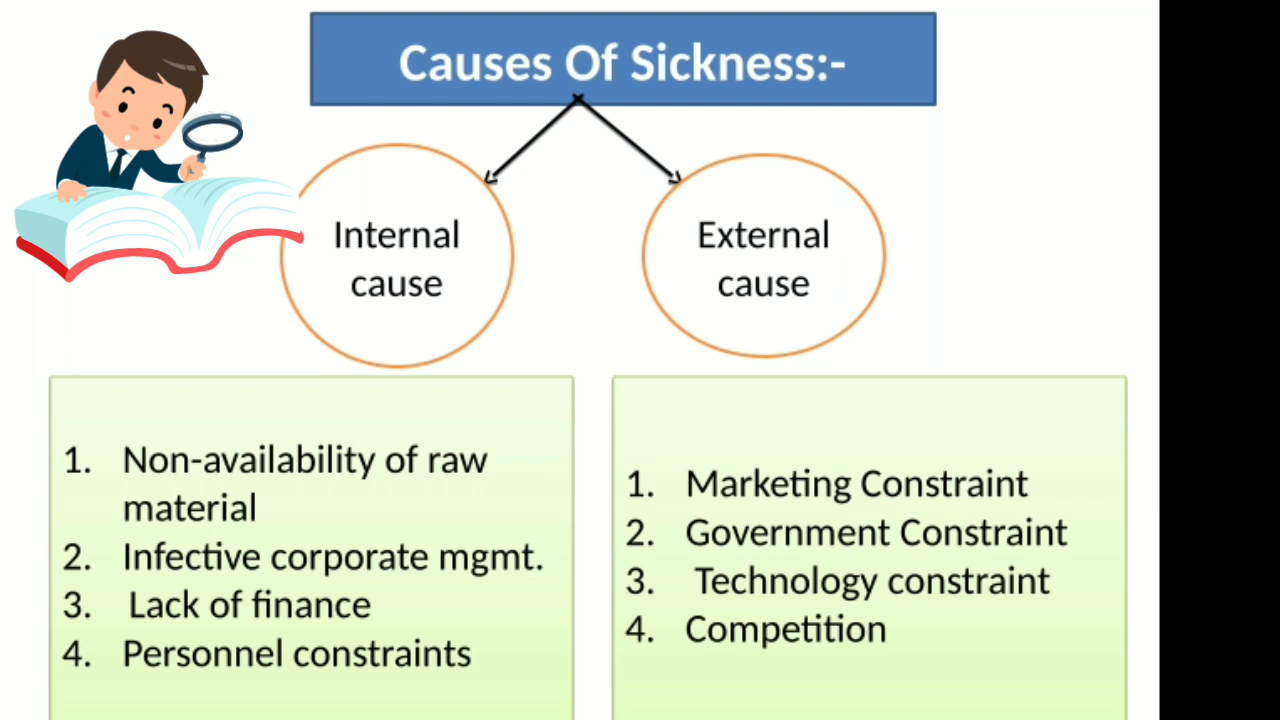 Causes Of Sickness:-
Internal
cause
External
cause
1. Non-availability of raw
material
2. Infective corporate mgmt.
3. Lack of finance
4. Personnel constraints
1. Marketing Constraint
2. Government Constraint
3. Technology constraint
4. Competition